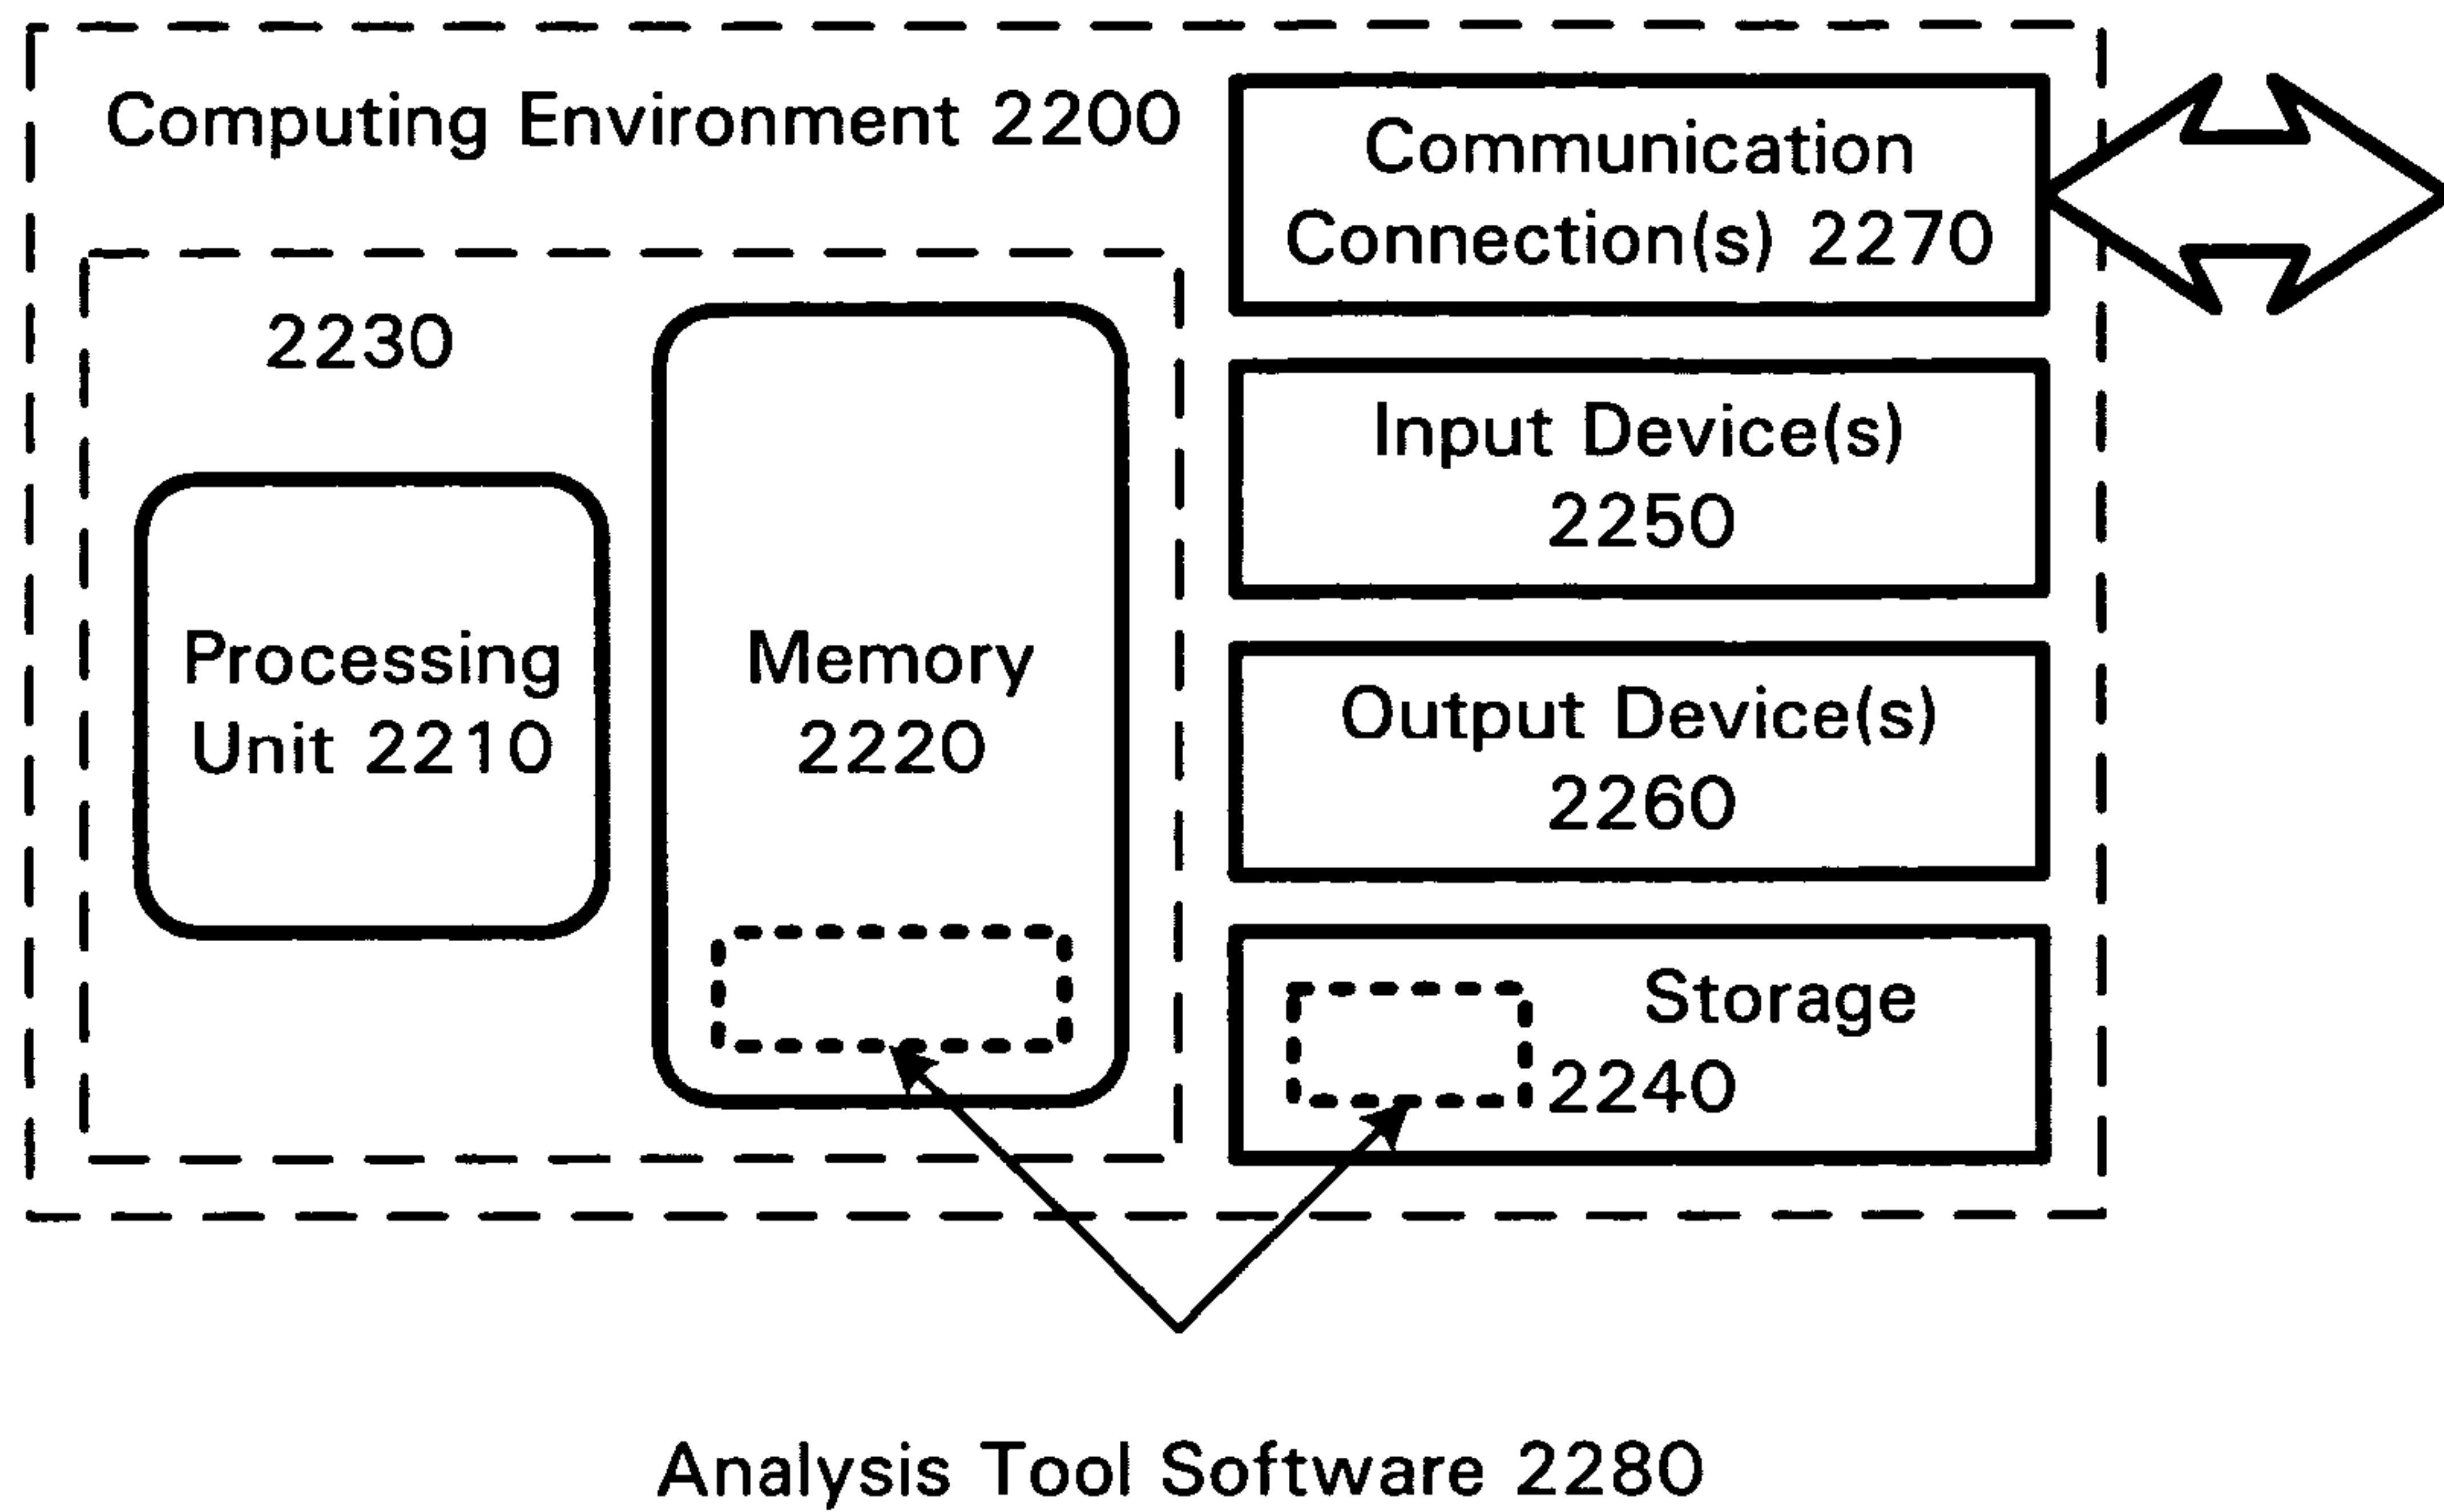 Computing Environment 2200
Communication
Connection(s) 2270
2230
Input Device(s)
2250
Processing
Unit 2210
Memory
2220
Output Device(s)
2260
Storage
2240
Analysis Tool Software 2280